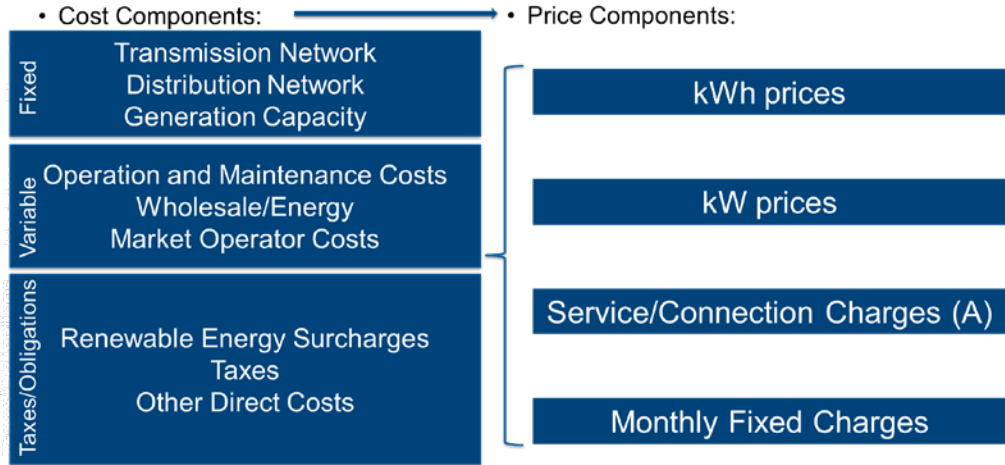 • Cost Components:
• Price Components:
Fixed
Transmission Network
Distribution Network
Generation Capacity
Variable
Operation and Maintenance Costs
Wholesale/Energy
Market Operator Costs
Taxes/Obligations
Renewable Energy Surcharges
Taxes
Other Direct Costs
kWh prices
kW prices
Service/Connection Charges (A)
Monthly Fixed Charges